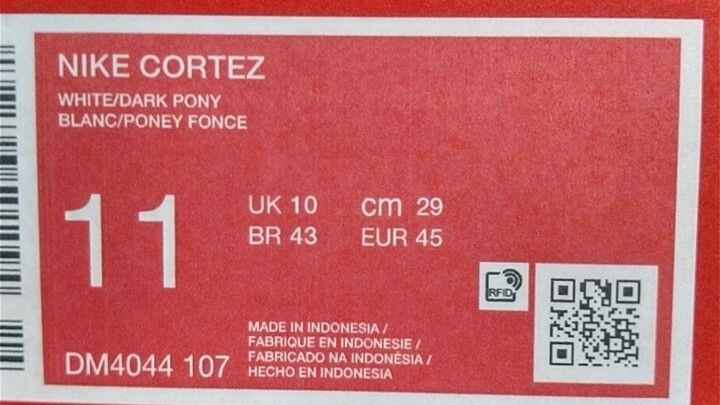 NIKE CORTEZ
WHITE/DARK PONY
BLANC/PONEY FONCE
11
UK 10 cm 29
BR 43 EUR 45
RFID
MADE IN INDONESIA /
FABRIQUE EN INDONESIE /
FABRICADO NA INDONÉSIA /
HECHO EN INDONESIA
DM4044 107